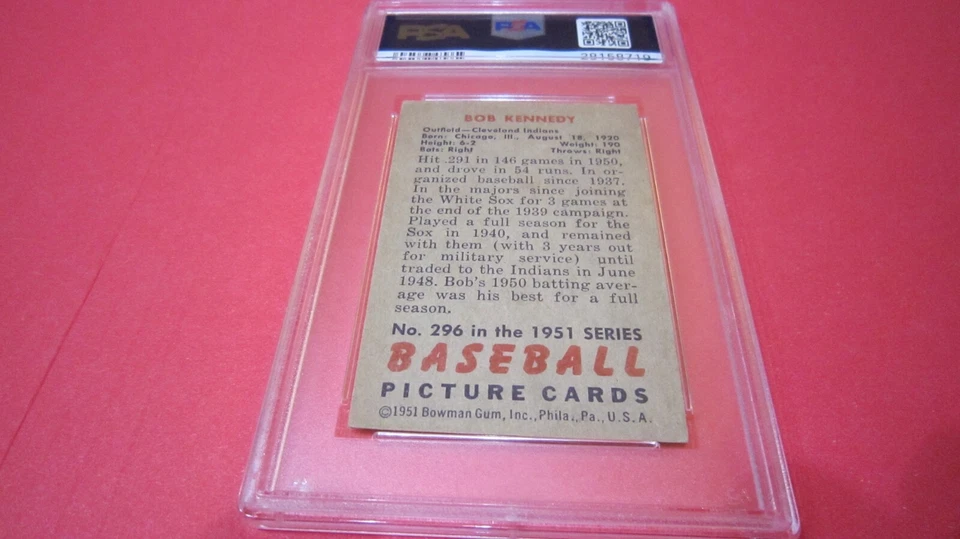 PSA PSA
29158719
BOB KENNEDY
Outfield—Cleveland Indians
Born: Chicago, Ill., August 18, 1920
Height: 6-2 Weight: 190
Bats: Right Throws: Right
Hit .291 in 146 games in 1950,
and drove in 54 runs. In or-
ganized baseball since 1937.
In the majors since joining
the White Sox for 3 games at
the end of the 1939 campaign.
Played a full season for the
Sox in 1940, and remained
with them (with 3 years out
for military service) until
traded to the Indians in June
1948. Bob's 1950 batting aver-
age was his best for a full
season.
No. 296 in the 1951 SERIES
BASEBALL
PICTURE CARDS
©1951 Bowman Gum, Inc., Phila., Pa., U.S.A.